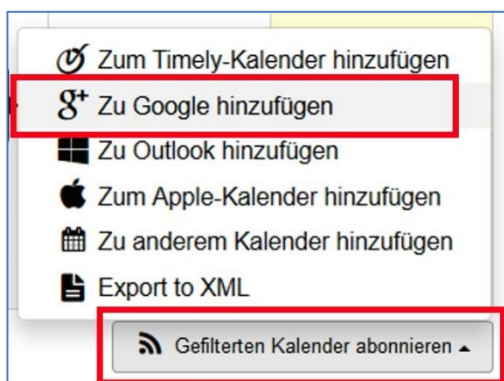 Zum Timely-Kalender hinzufügen
g+ Zu Google hinzufügen
Zu Outlook hinzufügen
Zum Apple-Kalender hinzufügen
Zu anderem Kalender hinzufügen
Export to XML
Gefilterten Kalender abonnieren